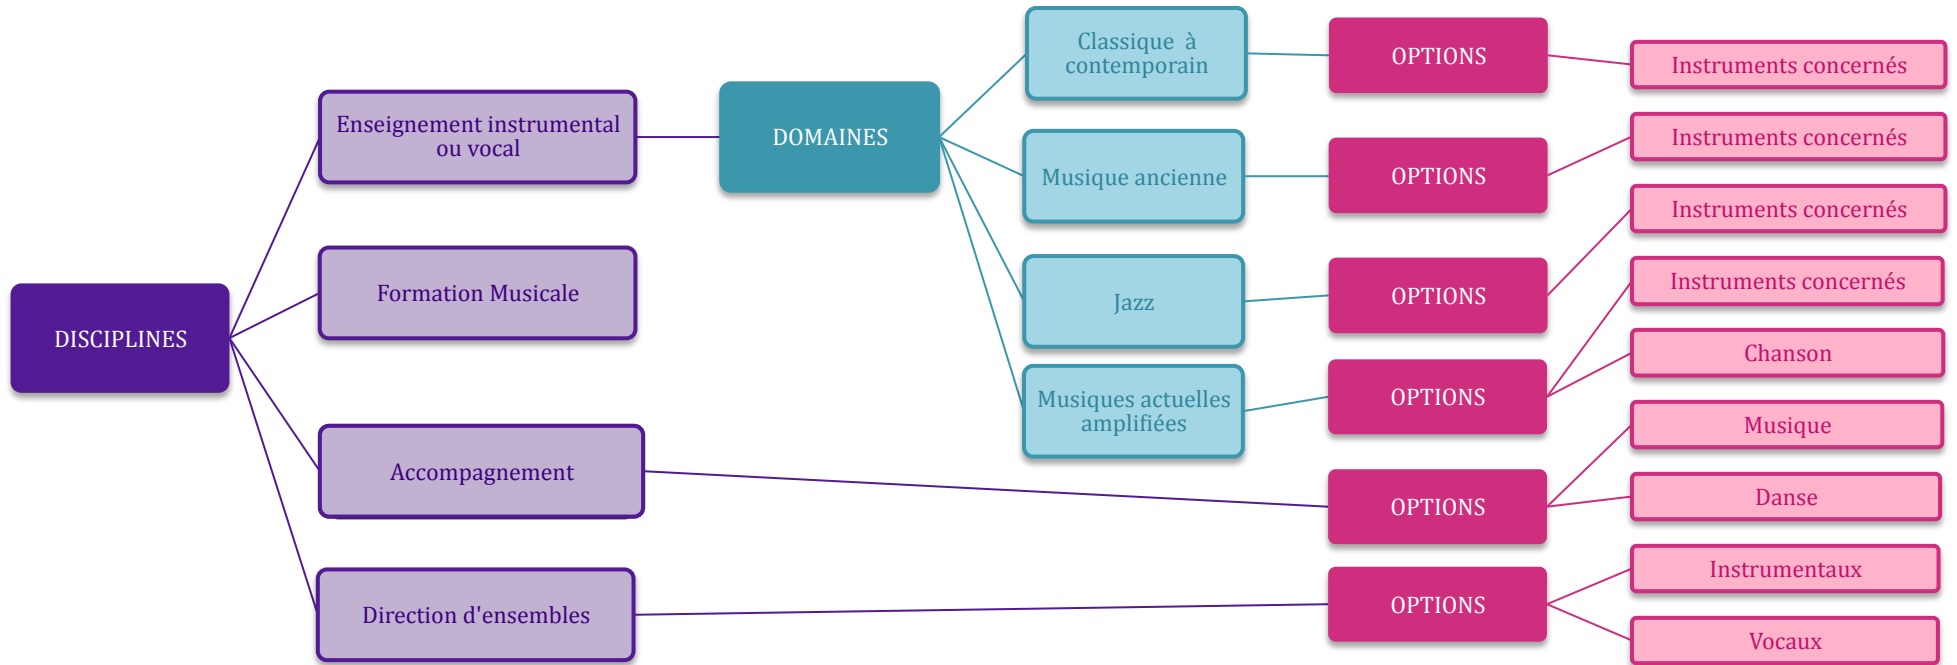 DISCIPLINES
Enseignement instrumental
ou vocal
Formation Musicale
Accompagnement
Direction d'ensembles
DOMAINES
Classique à
contemporain
Musique ancienne
Jazz
Musiques actuelles
amplifiées
OPTIONS
OPTIONS
OPTIONS
OPTIONS
OPTIONS
OPTIONS
Instruments concernés
Instruments concernés
Instruments concernés
Instruments concernés
Chanson
Musique
Danse
Instrumentaux
Vocaux